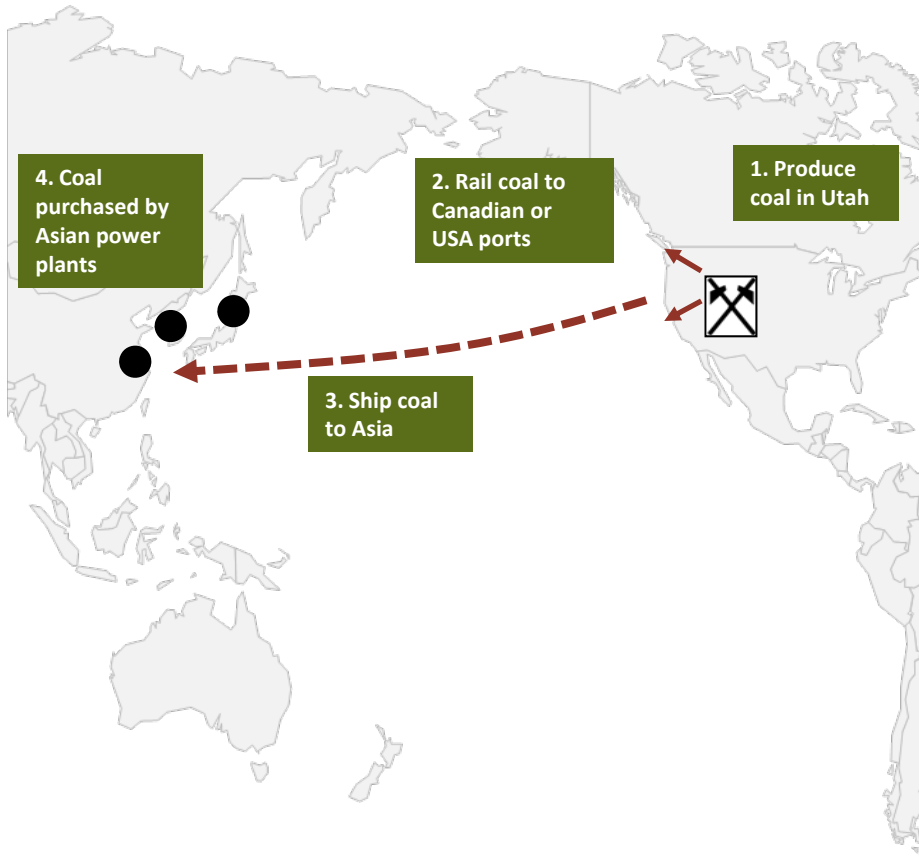 1. Produce
coal in Utah
2. Rail coal to
Canadian or
USA ports
3. Ship coal
to Asia
4. Coal
purchased by
Asian power
plants